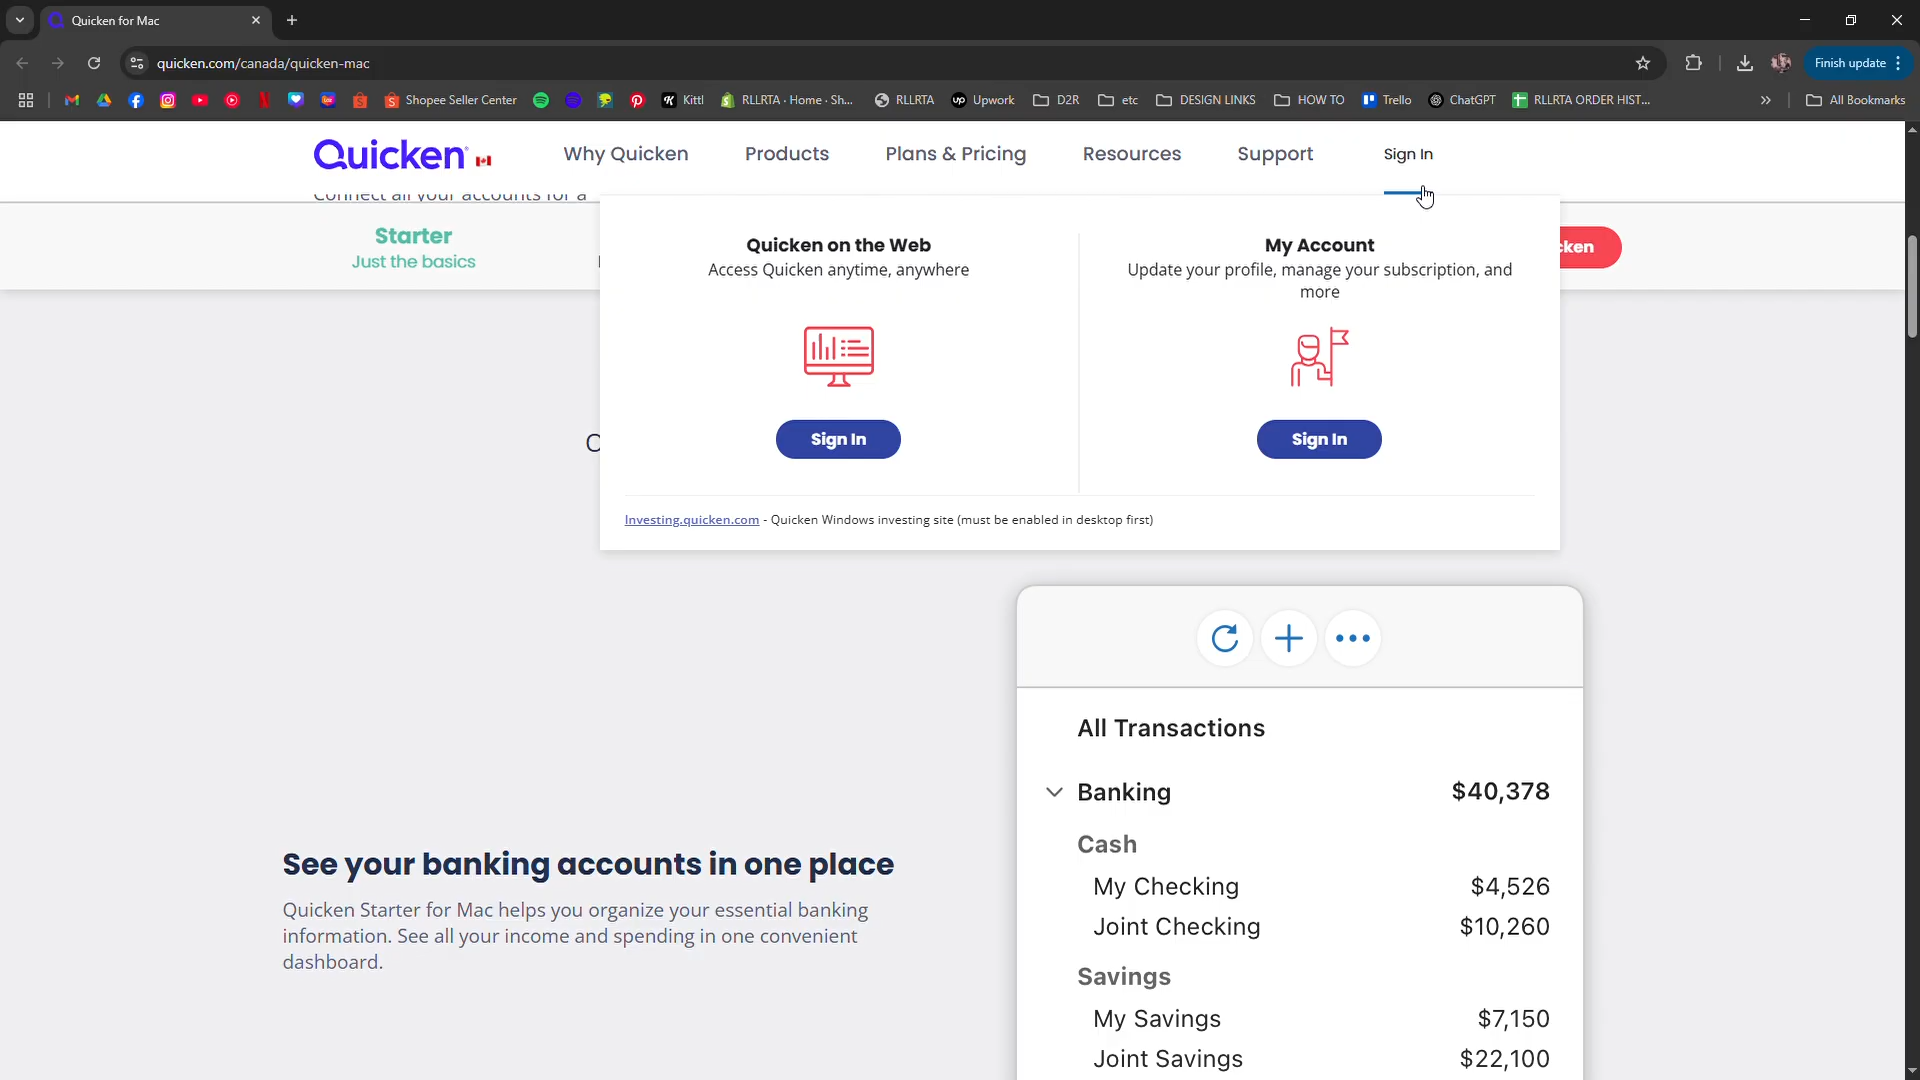 Quicken for Mac
quicken.com/canada/quicken-mac
Finish update
Shopee Seller Center
Kittl
RLLRTA · Home · Sh...
RLLRTA
Upwork
D2R
etc
DESIGN LINKS
HOW TO
Trello
ChatGPT
RLLRTA ORDER HIST...
All Bookmarks
Quicken
Why Quicken
Products
Plans & Pricing
Resources
Support
Sign In
Connect all your accounts for a
Starter
Just the basics
Quicken on the Web
Access Quicken anytime, anywhere
Sign In
My Account
Update your profile, manage your subscription, and
more
Sign In
Investing.quicken.com - Quicken Windows investing site (must be enabled in desktop first)
All Transactions
Banking $40,378
Cash
My Checking $4,526
Joint Checking $10,260
Savings
My Savings $7,150
Joint Savings $22,100
See your banking accounts in one place
Quicken Starter for Mac helps you organize your essential banking
information. See all your income and spending in one convenient
dashboard.